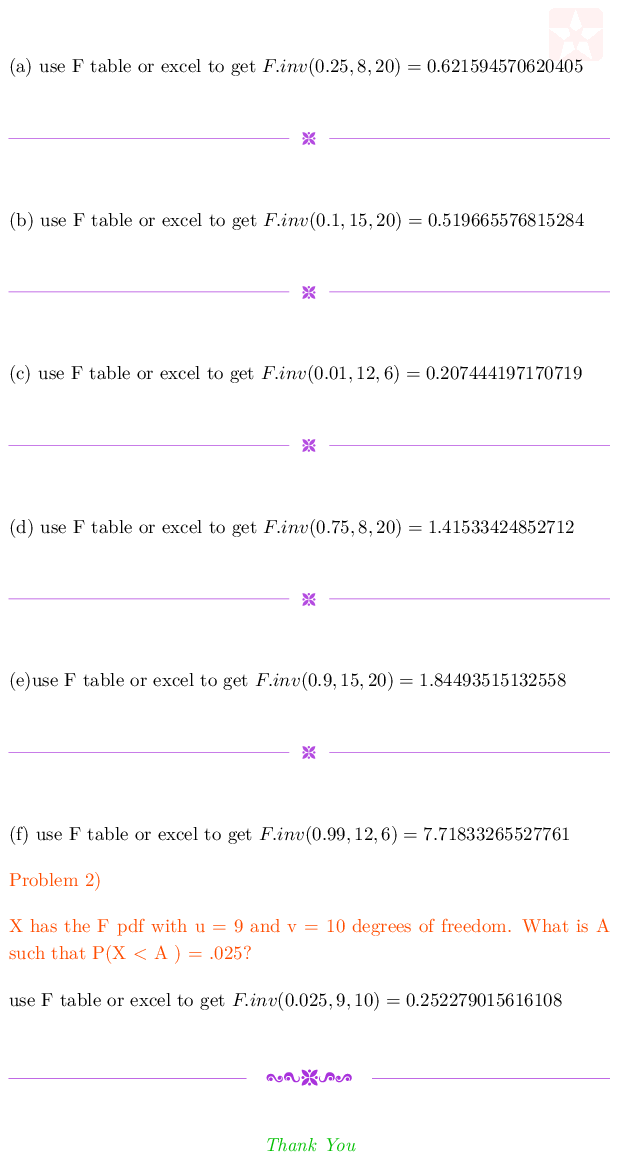 (a) use F table or excel to get F.inv(0.25, 8, 20) = 0.621594570620405
(b) use F table or excel to get F.inv(0.1, 15, 20) = 0.519665576815284
(c) use F table or excel to get F.inv(0.01, 12, 6) = 0.207444197170719
(d) use F table or excel to get F.inv(0.75, 8, 20) = 1.41533424852712
(e)use F table or excel to get F.inv(0.9, 15, 20) = 1.84493515132558
(f) use F table or excel to get F.inv(0.99, 12, 6) = 7.71833265527761
Problem 2)
X has the F pdf with u = 9 and v = 10 degrees of freedom. What is A
such that P(X < A ) = .025?
use F table or excel to get F.inv(0.025, 9, 10) = 0.252279015616108
Thank You